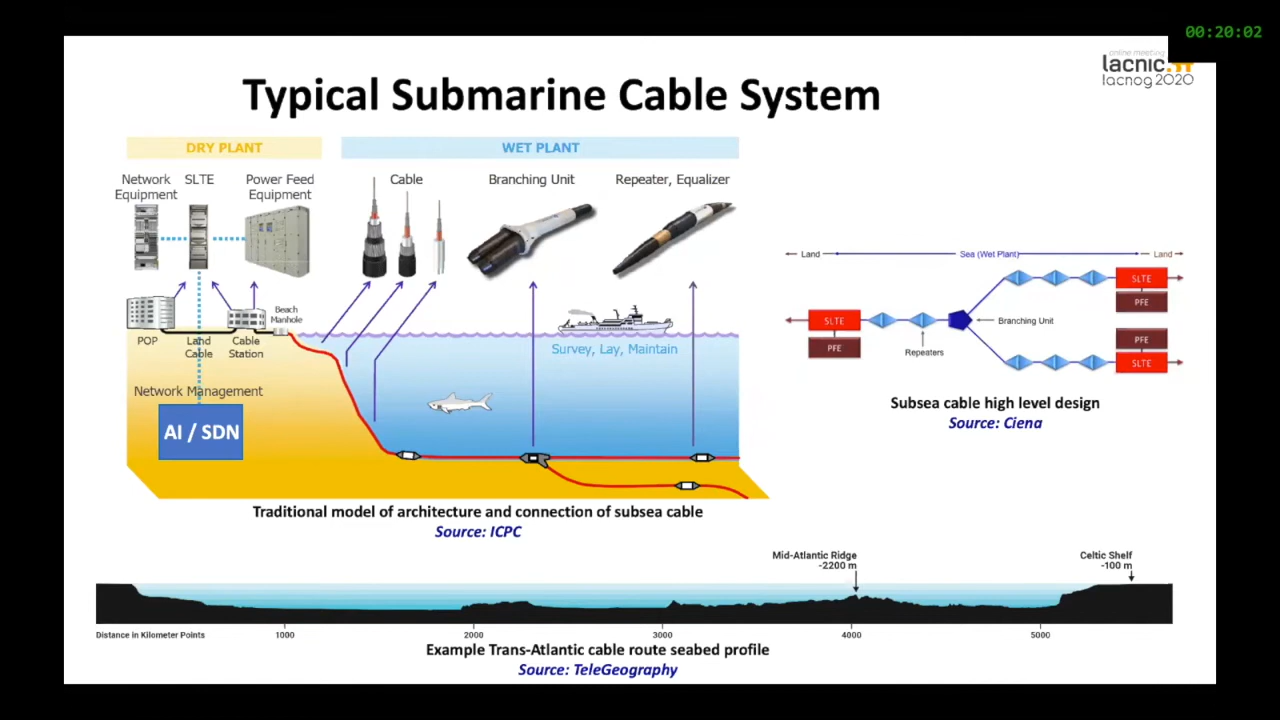 00:20:02
online meeting
lacnic
lacnog 2020
Typical Submarine Cable System
DRY PLANT
WET PLANT
Network Equipment
SLTE
Power Feed Equipment
Cable
Branching Unit
Repeater, Equalizer
POP
Land Cable
Cable Station
Beach Manhole
Survey, Lay, Maintain
Network Management
AI / SDN
Traditional model of architecture and connection of subsea cable
Source: ICPC
Land
Sea (Wet Plant)
Land
SLTE
PFE
SLTE
PFE
Repeaters
Branching Unit
PFE
SLTE
Subsea cable high level design
Source: Ciena
Mid-Atlantic Ridge
-2200 m
Celtic Shelf
-100 m
Distance in Kilometer Points
1000
2000
3000
4000
5000
Example Trans-Atlantic cable route seabed profile
Source: TeleGeography